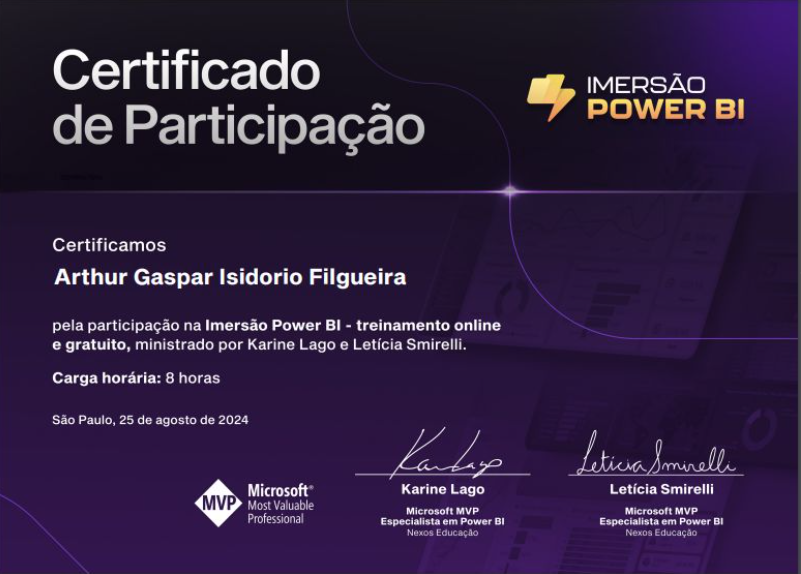 Certificado
de Participação
IMERSÃO
POWER BI
Certificamos
Arthur Gaspar Isidorio Filgueira
pela participação na Imersão Power BI - treinamento online
e gratuito, ministrado por Karine Lago e Letícia Smirelli.
Carga horária: 8 horas
São Paulo, 25 de agosto de 2024
MVP
Microsoft®
Most Valuable
Professional
Karine Lago
Microsoft MVP
Especialista em Power BI
Nexos Educação
Letícia Smirelli
Letícia Smirelli
Microsoft MVP
Especialista em Power BI
Nexos Educação